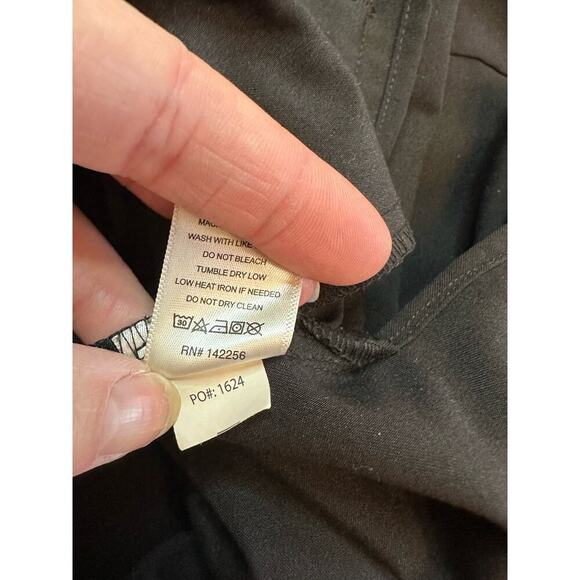 WASH WITH LIKE
DO NOT BLEACH
TUMBLE DRY LOW
LOW HEAT IRON IF NEEDED
DO NOT DRY CLEAN
30
RN# 142256
PO#: 1624